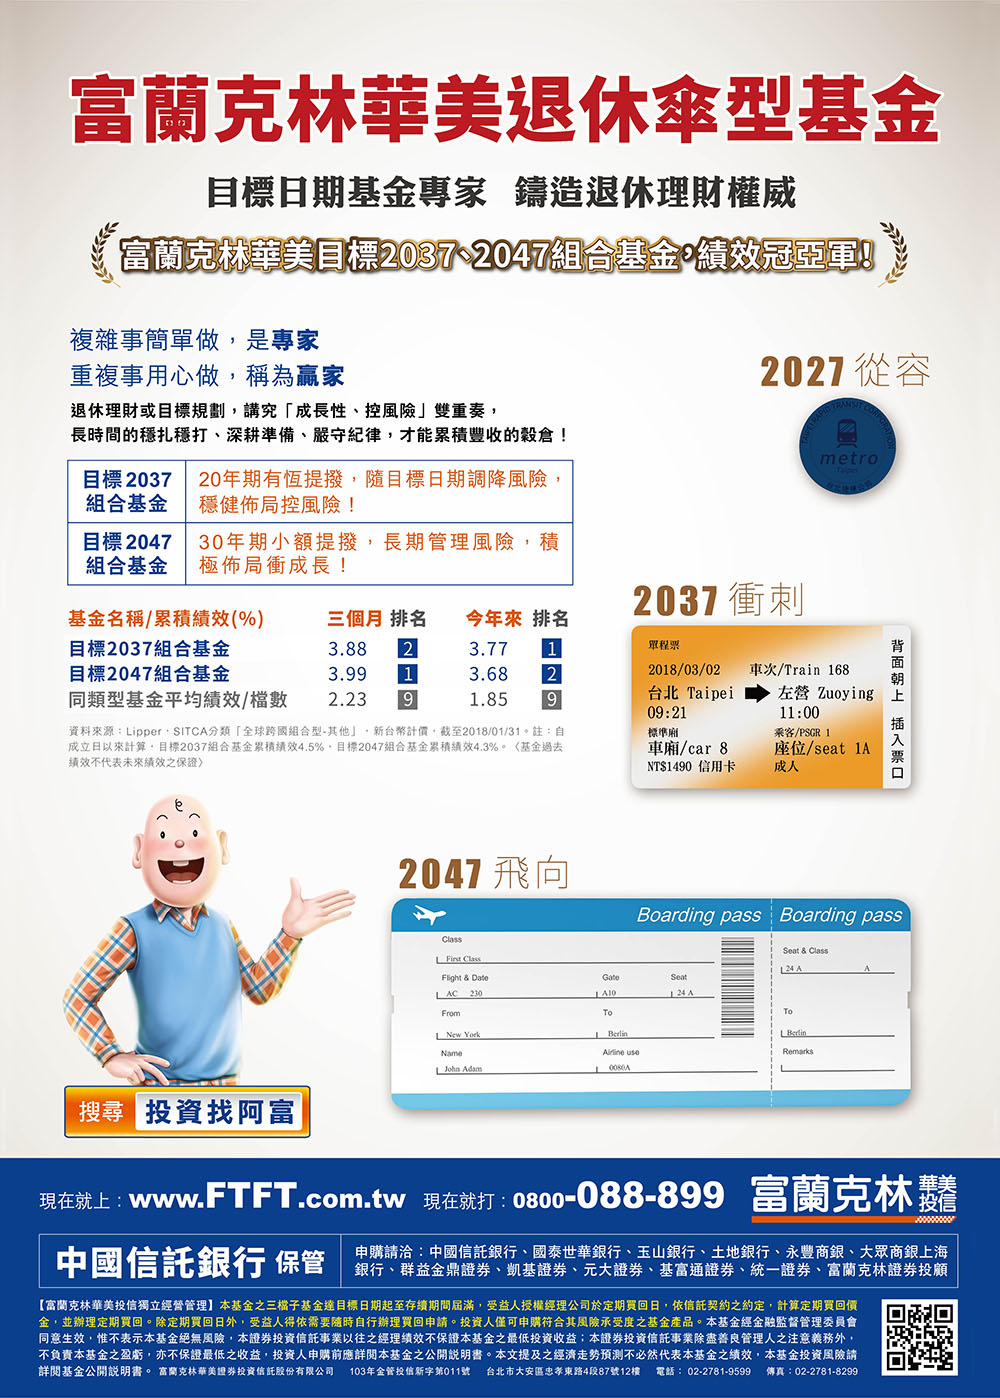 富蘭克林華美退休傘型基金
目標日期基金專家 鑄造退休理財權威
富蘭克林華美目標2037、2047組合基金,績效冠亞軍!
複雜事簡單做,是專家
重複事用心做,稱為贏家
退休理財或目標規劃,講究「成長性、控風險」雙重奏,
長時間的穩扎穩打、深耕準備、嚴守紀律,才能累積豐收的穀倉!
2027 從容
TAIPEI RAPID TRANSIT CORPORATION
metro
Taipei
目標 2037 組合基金
20年期有恆提撥,隨目標日期調降風險,
穩健佈局控風險!
目標 2047 組合基金
30年期小額提撥,長期管理風險,積
極佈局衝成長!
基金名稱/累積績效(%) 三個月 排名 今年來 排名
目標2037組合基金 3.88 2 3.77 1
目標2047組合基金 3.99 1 3.68 2
同類型基金平均績效/檔數 2.23 9 1.85 9
資料來源:Lipper,SITCA分類「全球跨國組合型-其他」,新台幣計價,截至2018/01/31。註:自
成立日以來計算,目標2037組合基金累積績效4.5%,目標2047組合基金累積績效4.3%。〈基金過去
績效不代表未來績效之保證〉
2037 衝刺
單程票
2018/03/02 車次/Train 168
台北 Taipei 左營 Zuoying
09:21 11:00
標準廂 乘客/PSGR 1
車廂/car 8 座位/seat 1A
NT$1490 信用卡 成人
背面朝上 插入票口
2047 飛向
Boarding pass Boarding pass
Class
First Class
Seat & Class
24 A A
Flight & Date Gate Seat
AC 230 A10 24 A
From To To
New York Berlin Berlin
Name Airline use Remarks
John Adam 0080A
搜尋 投資找阿富
現在就上:www.FTFT.com.tw 現在就打:0800-088-899 富蘭克林華美投信
中國信託銀行 保管
申購請洽:中國信託銀行、國泰世華銀行、玉山銀行、土地銀行、永豐商銀、大眾商銀上海
銀行、群益金鼎證券、凱基證券、元大證券、基富通證券、統一證券、富蘭克林證券投顧
【富蘭克林華美投信獨立經營管理】本基金之三檔子基金達目標日期起至存續期間屆滿,受益人授權經理公司於定期買回日,依信託契約之約定,計算定期買回價
金,並辦理定期買回。除定期買回日外,受益人得依需要隨時自行辦理買回申請。投資人僅可申購符合其風險承受度之基金產品。本基金經金融監督管理委員會
同意生效,惟不表示本基金絕無風險,本證券投資信託事業以往之經理績效不保證本基金之最低投資收益;本證券投資信託事業除盡善良管理人之注意義務外,
不負責本基金之盈虧,亦不保證最低之收益,投資人申購前應詳閱本基金之公開說明書。本文提及之經濟走勢預測不必然代表本基金之績效,本基金投資風險請
詳閱基金公開說明書。 富蘭克林華美證券投資信託股份有限公司 103年金管投信新字第011號 台北市大安區忠孝東路4段87號12樓 電話:02-2781-9599 傳真:02-2781-8299